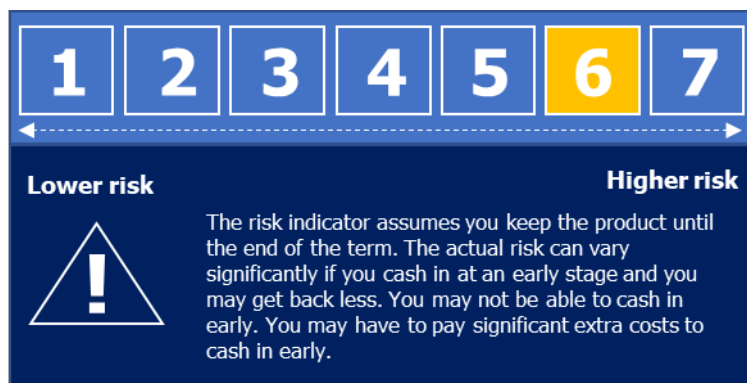 1 2 3 4 5 6 7
Lower risk
Higher risk
!
The risk indicator assumes you keep the product until
the end of the term. The actual risk can vary
significantly if you cash in at an early stage and you
may get back less. You may not be able to cash in
early. You may have to pay significant extra costs to
cash in early.